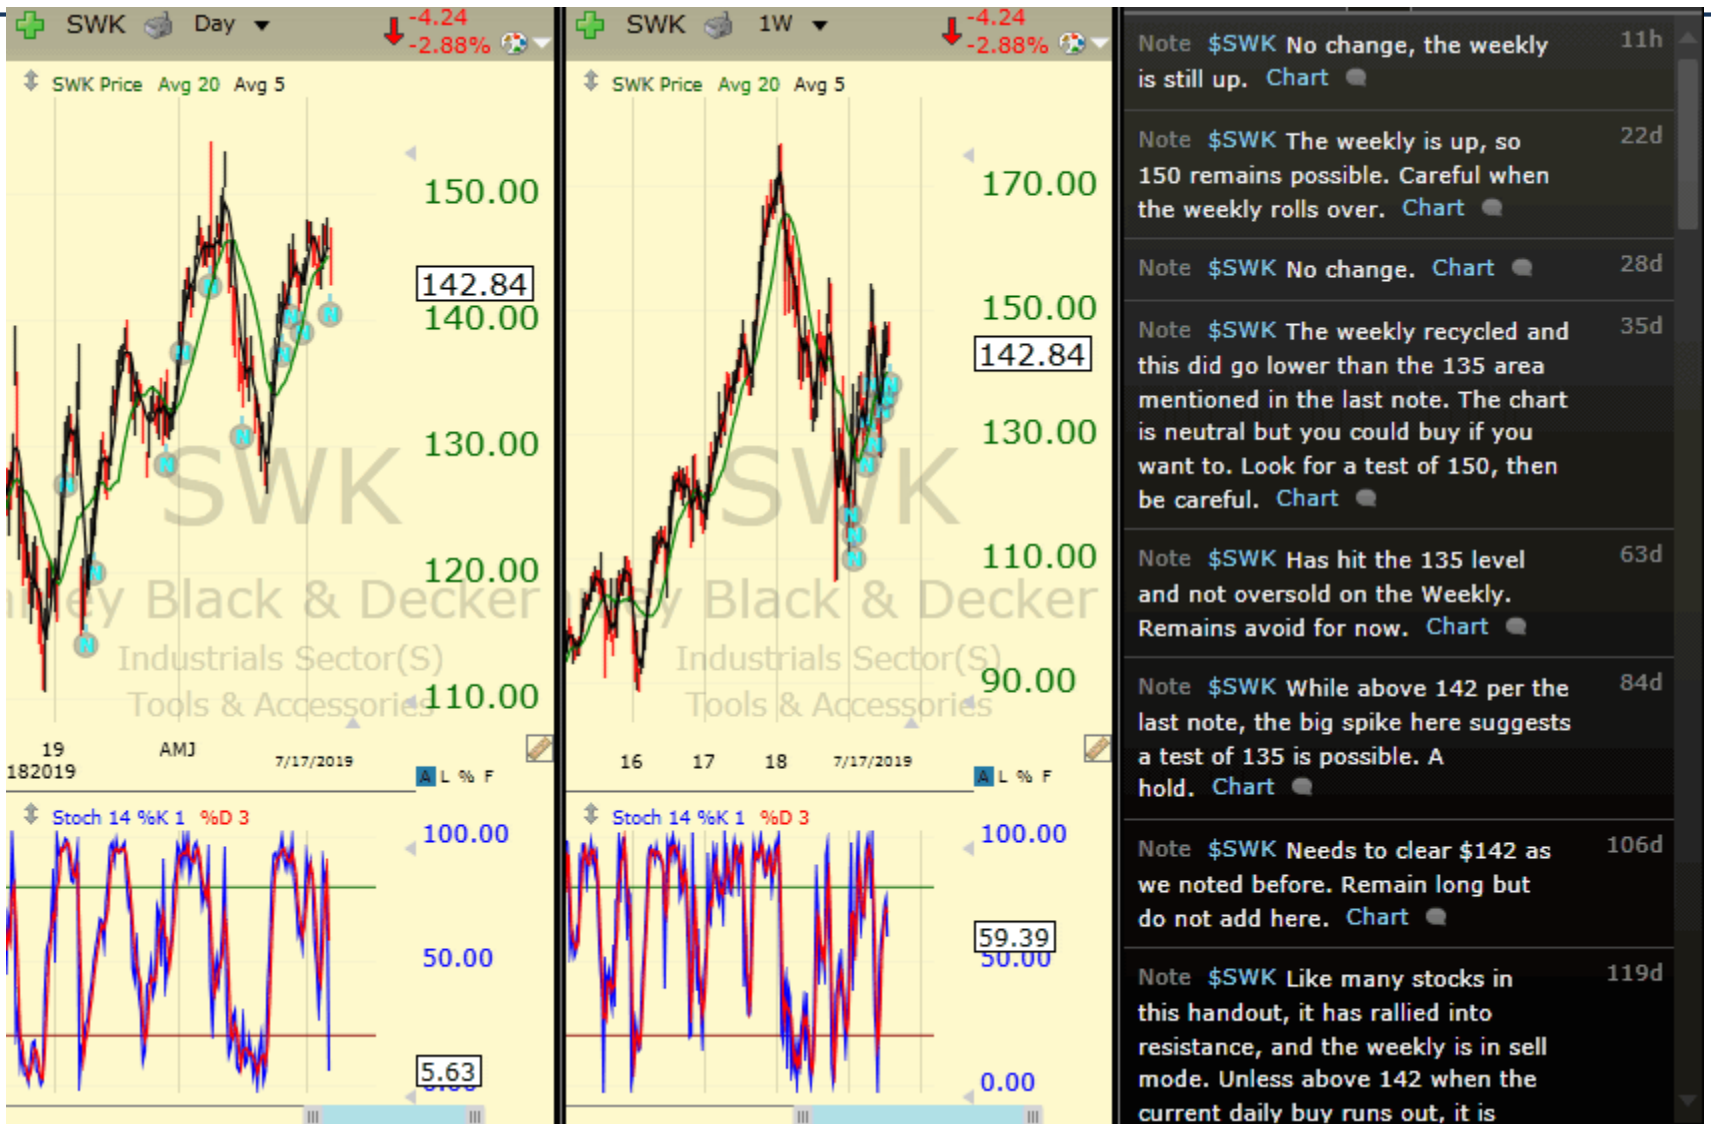 SWK Day
-4.24
-2.88%
SWK Price Avg 20 Avg 5
150.00
142.84
140.00
130.00
120.00
110.00
SWK
ey Black & Decker
Industrials Sector(S)
Tools & Accessories
19 AMJ 7/17/2019
182019
A L % F
Stoch 14 %K 1 %D 3
100.00
50.00
5.63
0.00
SWK 1W
-4.24
-2.88%
SWK Price Avg 20 Avg 5
170.00
150.00
142.84
130.00
110.00
90.00
SWK
y Black & Decker
Industrials Sector(S)
Tools & Accessories
16 17 18 7/17/2019
A L % F
Stoch 14 %K 1 %D 3
100.00
59.39
50.00
0.00
Note $SWK No change, the weekly 11h
is still up. Chart
Note $SWK The weekly is up, so 22d
150 remains possible. Careful when
the weekly rolls over. Chart
Note $SWK No change. Chart 28d
Note $SWK The weekly recycled and 35d
this did go lower than the 135 area
mentioned in the last note. The chart
is neutral but you could buy if you
want to. Look for a test of 150, then
be careful. Chart
Note $SWK Has hit the 135 level 63d
and not oversold on the Weekly.
Remains avoid for now. Chart
Note $SWK While above 142 per the 84d
last note, the big spike here suggests
a test of 135 is possible. A
hold. Chart
Note $SWK Needs to clear $142 as 106d
we noted before. Remain long but
do not add here. Chart
Note $SWK Like many stocks in 119d
this handout, it has rallied into
resistance, and the weekly is in sell
mode. Unless above 142 when the
current daily buy runs out, it is